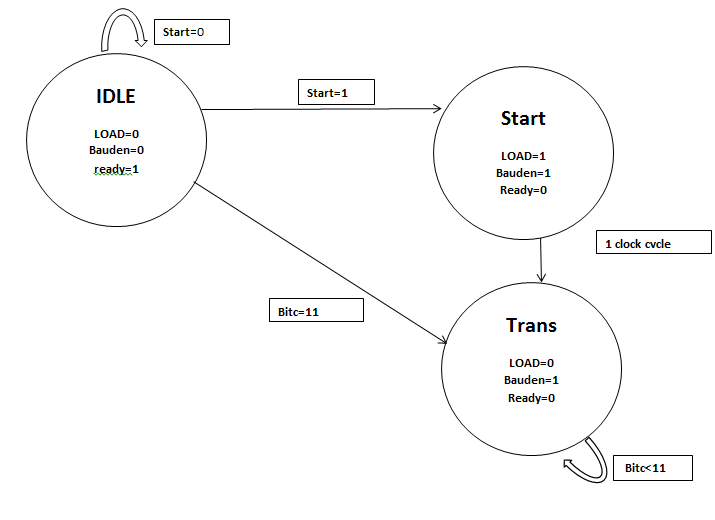 Start=0
IDLE
LOAD=0
Bauden=0
ready=1
Start=1
Start
LOAD=1
Bauden=1
Ready=0
1 clock cvcle
Bitc=11
Trans
LOAD=0
Bauden=1
Ready=0
Bitc<11